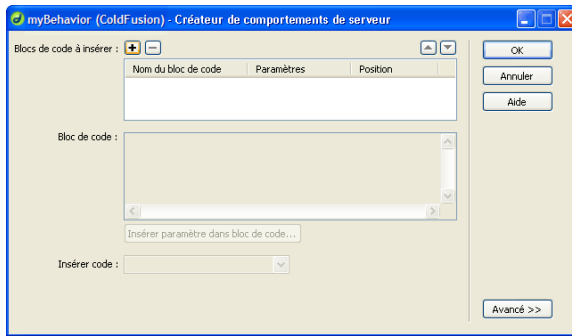 myBehavior (ColdFusion) - Créateur de comportements de serveur
Blocs de code à insérer :
OK
Nom du bloc de code Paramètres Position
Annuler
Aide
Bloc de code :
Insérer paramètre dans bloc de code...
Insérer code :
Avancé >>